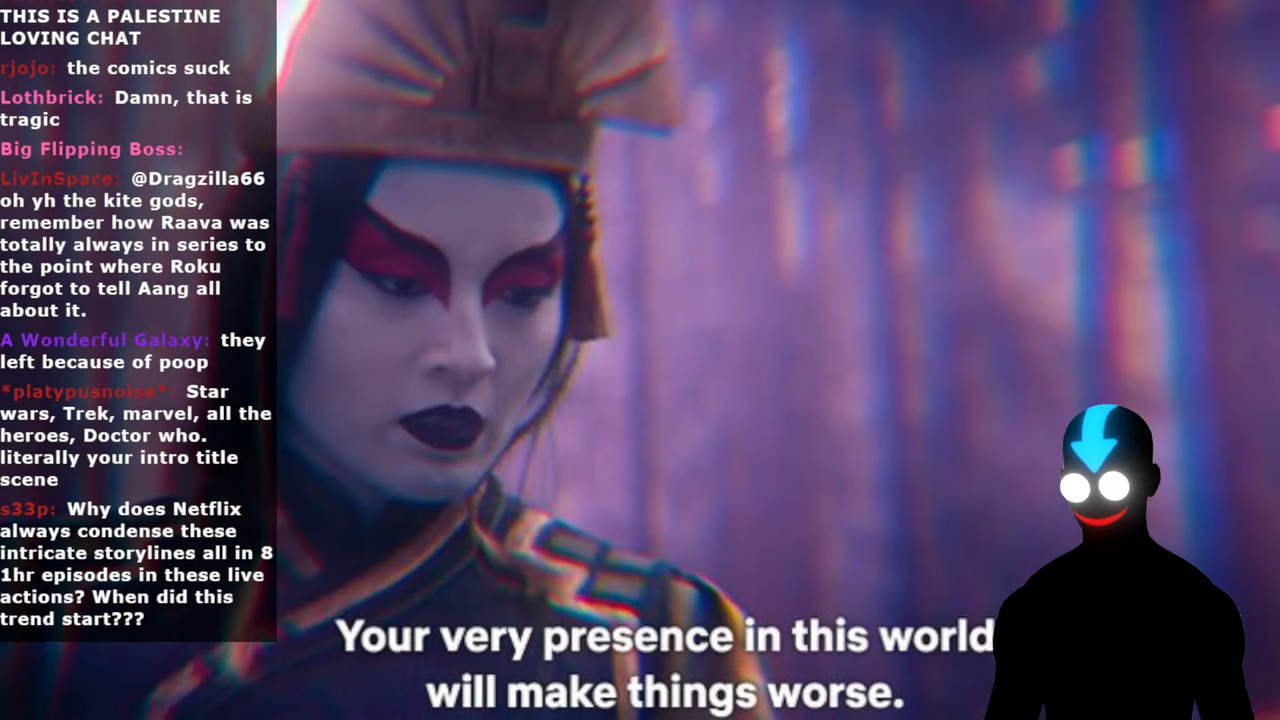 THIS IS A PALESTINE
LOVING CHAT
rjojo: the comics suck
Lothbrick: Damn, that is
tragic
Big Flipping Boss:
LivInSpace: @Dragzilla66
oh yh the kite gods,
remember how Raava was
totally always in series to
the point where Roku
forgot to tell Aang all
about it.
A Wonderful Galaxy: they
left because of poop
*platypusnoise*: Star
wars, Trek, marvel, all the
heroes, Doctor who.
literally your intro title
scene
s33p: Why does Netflix
always condense these
intricate storylines all in 8
1hr episodes in these live
actions? When did this
trend start???
Your very presence in this world
will make things worse.